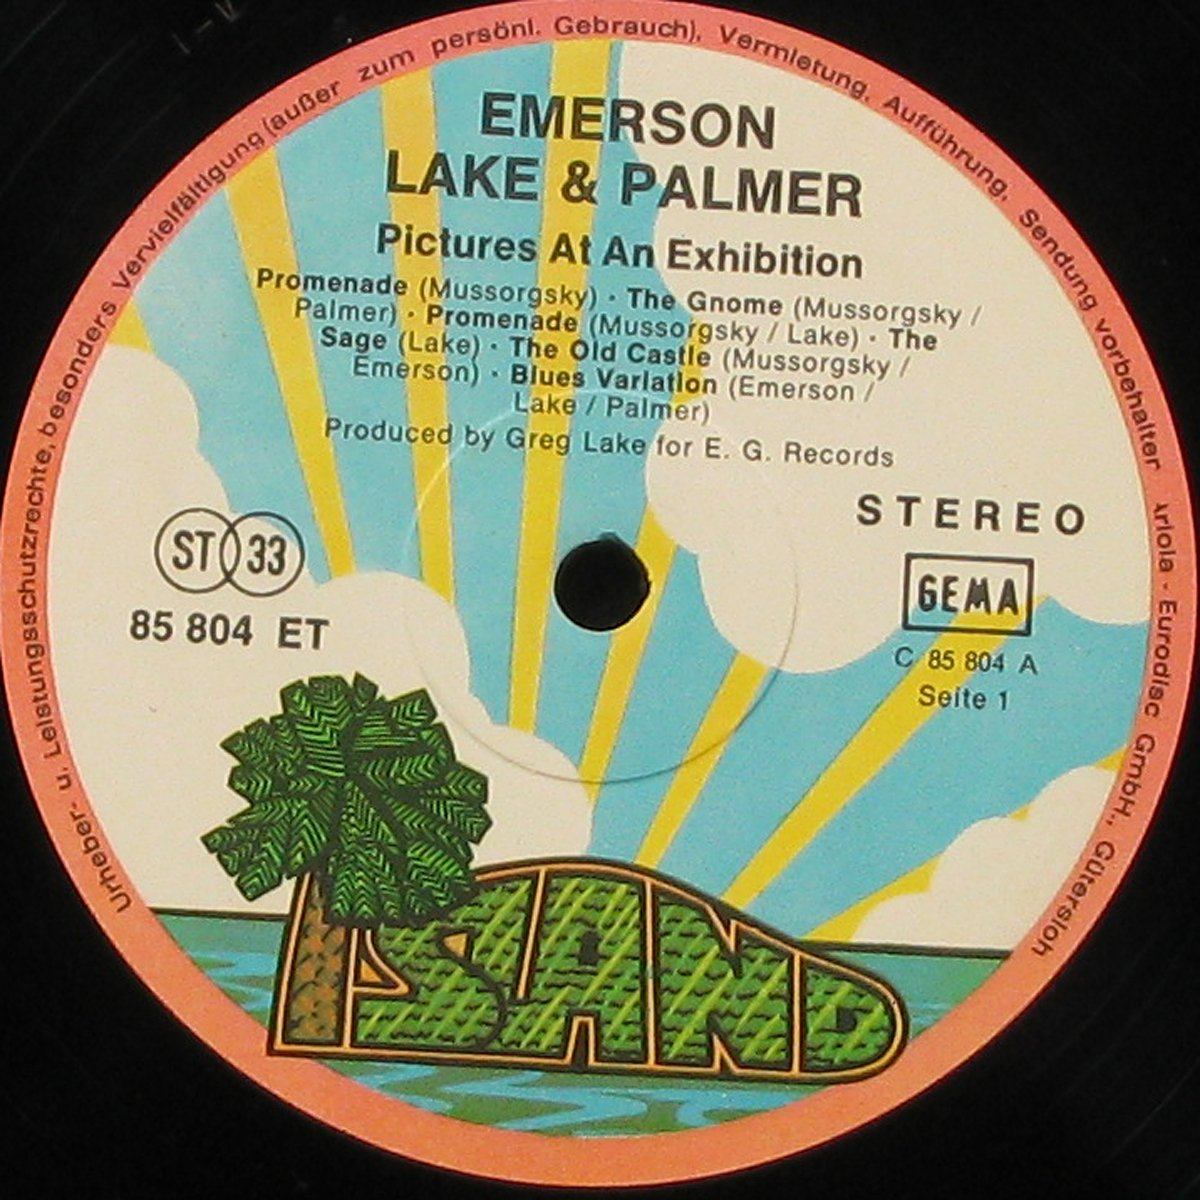 Urheber- u. Leistungsschutzrechte, besonders Vervielfältigung (außer zum persönl. Gebrauch), Vermietung, Aufführung, Sendung vorbehalten Ariola - Eurodisc GmbH., Gütersloh
EMERSON
LAKE & PALMER
Pictures At An Exhibition
Promenade (Mussorgsky) · The Gnome (Mussorgsky /
Palmer) · Promenade (Mussorgsky / Lake) · The
Sage (Lake) · The Old Castle (Mussorgsky /
Emerson) · Blues Variation (Emerson /
Lake / Palmer)
Produced by Greg Lake for E. G. Records
STEREO
ST 33
GEMA
85 804 ET
C 85 804 A
Seite 1
ISLAND